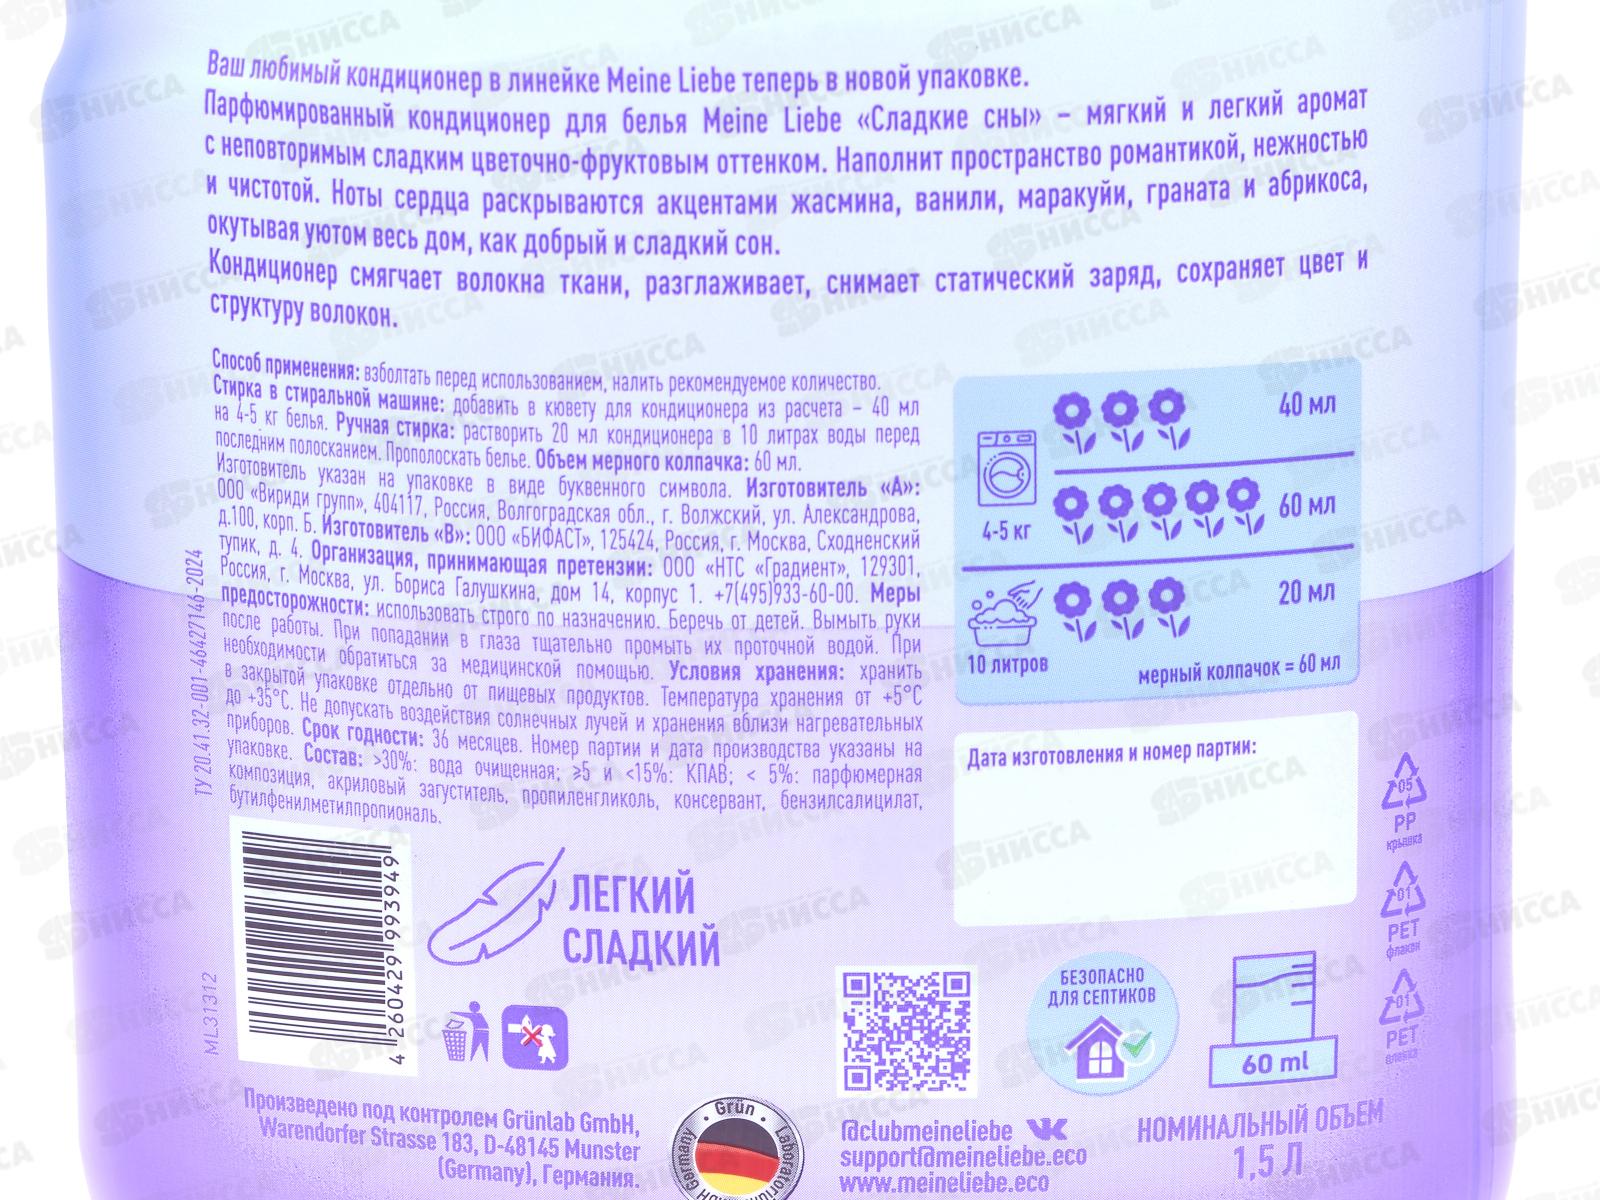 Ваш любимый кондиционер в линейке Meine Liebe теперь в новой упаковке.
Парфюмированный кондиционер для белья Meine Liebe «Сладкие сны» – мягкий и легкий аромат
с неповторимым сладким цветочно-фруктовым оттенком. Наполнит пространство романтикой, нежностью
и чистотой. Ноты сердца раскрываются акцентами жасмина, ванили, маракуйи, граната и абрикоса,
окутывая уютом весь дом, как добрый и сладкий сон.
Кондиционер смягчает волокна ткани, разглаживает, снимает статический заряд, сохраняет цвет и
структуру волокон.
Способ применения: взболтать перед использованием, налить рекомендуемое количество.
Стирка в стиральной машине: добавить в кювету для кондиционера из расчета – 40 мл
на 4-5 кг белья. Ручная стирка: растворить 20 мл кондиционера в 10 литрах воды перед
последним полосканием. Прополоскать белье. Объем мерного колпачка: 60 мл.
Изготовитель указан на упаковке в виде буквенного символа. Изготовитель «А»:
ООО «Вириди групп», 404117, Россия, Волгоградская обл., г. Волжский, ул. Александрова,
д.100, корп. Б. Изготовитель «В»: ООО «БИФАСТ», 125424, Россия, г. Москва, Сходненский
тупик, д. 4. Организация, принимающая претензии: ООО «НТС «Градиент», 129301,
Россия, г. Москва, ул. Бориса Галушкина, дом 14, корпус 1. +7(495)933-60-00. Меры
предосторожности: использовать строго по назначению. Беречь от детей. Вымыть руки
после работы. При попадании в глаза тщательно промыть их проточной водой. При
необходимости обратиться за медицинской помощью. Условия хранения: хранить
в закрытой упаковке отдельно от пищевых продуктов. Температура хранения от +5°С
до +35°С. Не допускать воздействия солнечных лучей и хранения вблизи нагревательных
приборов. Срок годности: 36 месяцев. Номер партии и дата производства указаны на
упаковке. Состав: >30%: вода очищенная; ≥5 и <15%: КПАВ; < 5%: парфюмерная
композиция, акриловый загуститель, пропиленгликоль, консервант, бензилсалицилат,
бутилфенилметилпропиональ.
ТУ 20.41.32-001-46427146-2024
40 мл
60 мл
4-5 кг
20 мл
10 литров
мерный колпачок = 60 мл
Дата изготовления и номер партии:
05
PP
крышка
01
PET
флакон
01
PET
пленка
4 260429 993949
ML31312
ЛЕГКИЙ
СЛАДКИЙ
БЕЗОПАСНО
ДЛЯ СЕПТИКОВ
60 ml
Произведено под контролем Grünlab GmbH,
Warendorfer Strasse 183, D-48145 Munster
(Germany), Германия.
Grün
Laboratorium
GmbH Germany
@clubmeineliebe
support@meineliebe.eco
www.meineliebe.eco
НОМИНАЛЬНЫЙ ОБЪЕМ
1,5 Л
НИССА